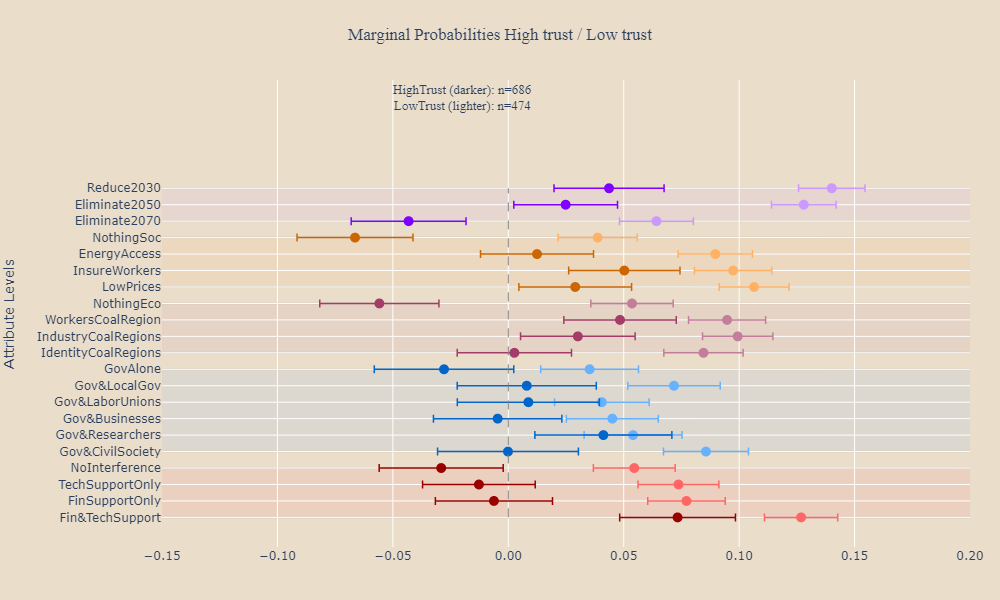 Marginal Probabilities High trust / Low trust
HighTrust (darker): n=686
LowTrust (lighter): n=474
Attribute Levels
Reduce2030
Eliminate2050
Eliminate2070
NothingSoc
EnergyAccess
InsureWorkers
LowPrices
NothingEco
WorkersCoalRegion
IndustryCoalRegions
IdentityCoalRegions
GovAlone
Gov&LocalGov
Gov&LaborUnions
Gov&Businesses
Gov&Researchers
Gov&CivilSociety
NoInterference
TechSupportOnly
FinSupportOnly
Fin&TechSupport
−0.15 −0.10 −0.05 0.00 0.05 0.10 0.15 0.20